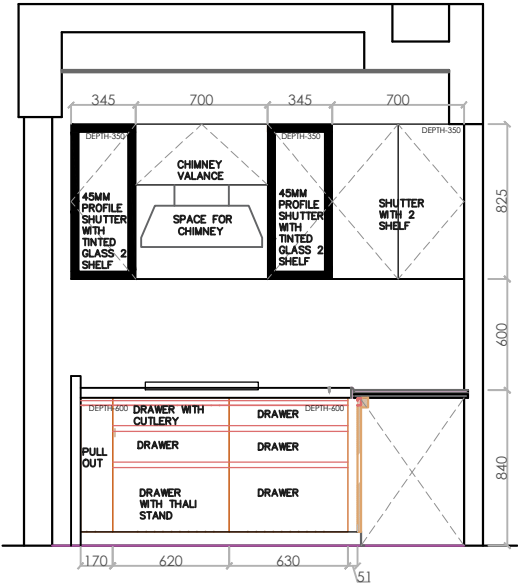 345
700
345
700
DEPTH-350
DEPTH-350
DEPTH-350
CHIMNEY
VALANCE
45MM
PROFILE
SHUTTER
WITH
TINTED
GLASS 2
SHELF
SPACE FOR
CHIMNEY
45MM
PROFILE
SHUTTER
WITH
TINTED
GLASS 2
SHELF
SHUTTER
WITH 2
SHELF
825
600
840
DEPTH-600
DEPTH-600
DRAWER WITH
CUTLERY
DRAWER
PULL
OUT
DRAWER
DRAWER
DRAWER
WITH THALI
STAND
DRAWER
170
620
630
51